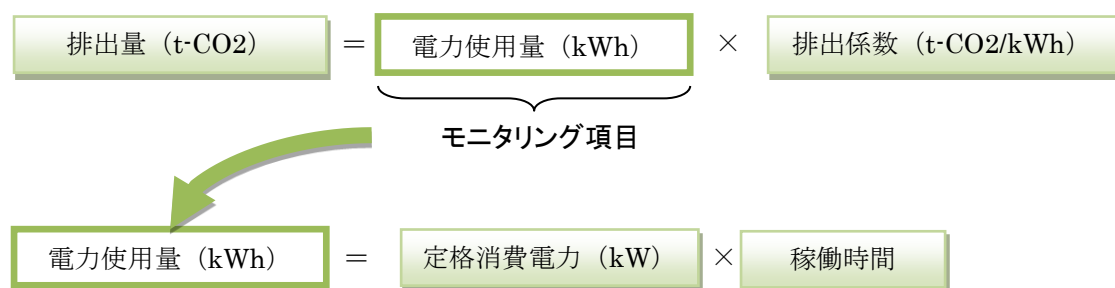 排出量（t-CO2） ＝ 電力使用量（kWh） × 排出係数（t-CO2/kWh）
モニタリング項目
電力使用量（kWh） ＝ 定格消費電力（kW） × 稼働時間